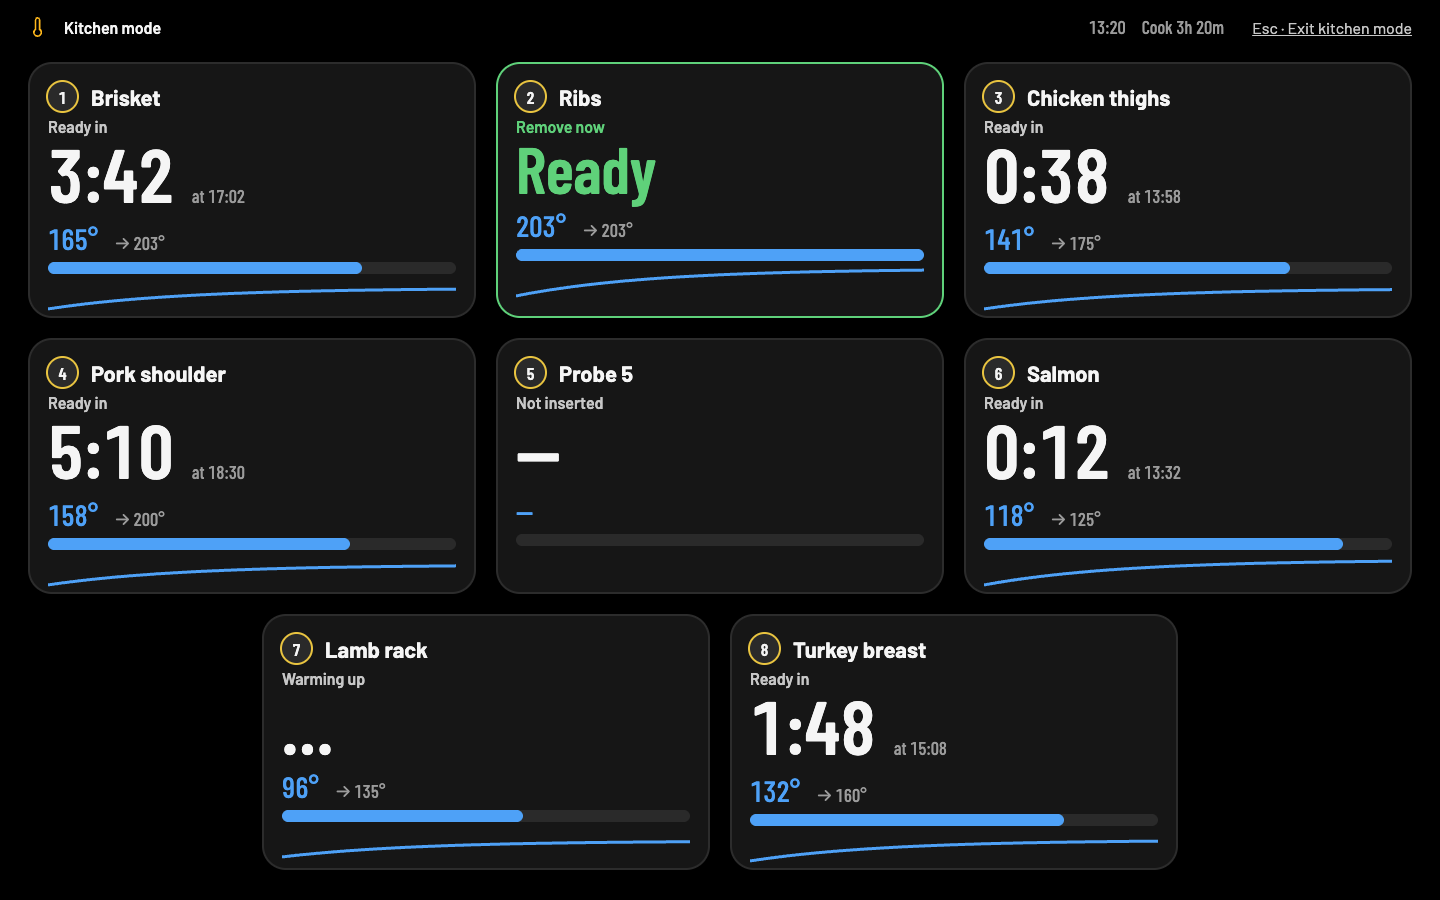 Kitchen mode
13:20 Cook 3h 20m Esc · Exit kitchen mode
1 Brisket
Ready in
3:42 at 17:02
165° → 203°
2 Ribs
Remove now
Ready
203° → 203°
3 Chicken thighs
Ready in
0:38 at 13:58
141° → 175°
4 Pork shoulder
Ready in
5:10 at 18:30
158° → 200°
5 Probe 5
Not inserted
—
–
6 Salmon
Ready in
0:12 at 13:32
118° → 125°
7 Lamb rack
Warming up
…
96° → 135°
8 Turkey breast
Ready in
1:48 at 15:08
132° → 160°